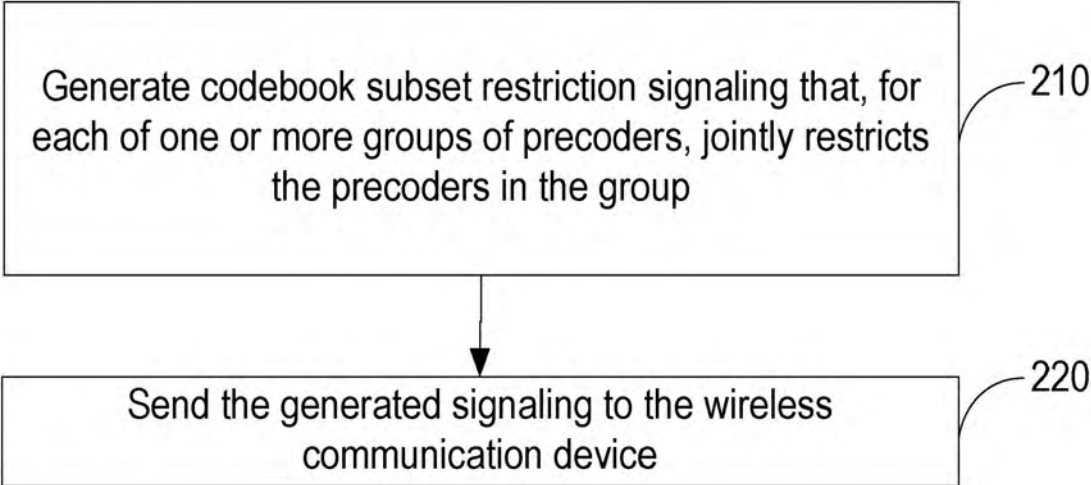 Generate codebook subset restriction signaling that, for
each of one or more groups of precoders, jointly restricts
the precoders in the group
210
Send the generated signaling to the wireless
communication device
220